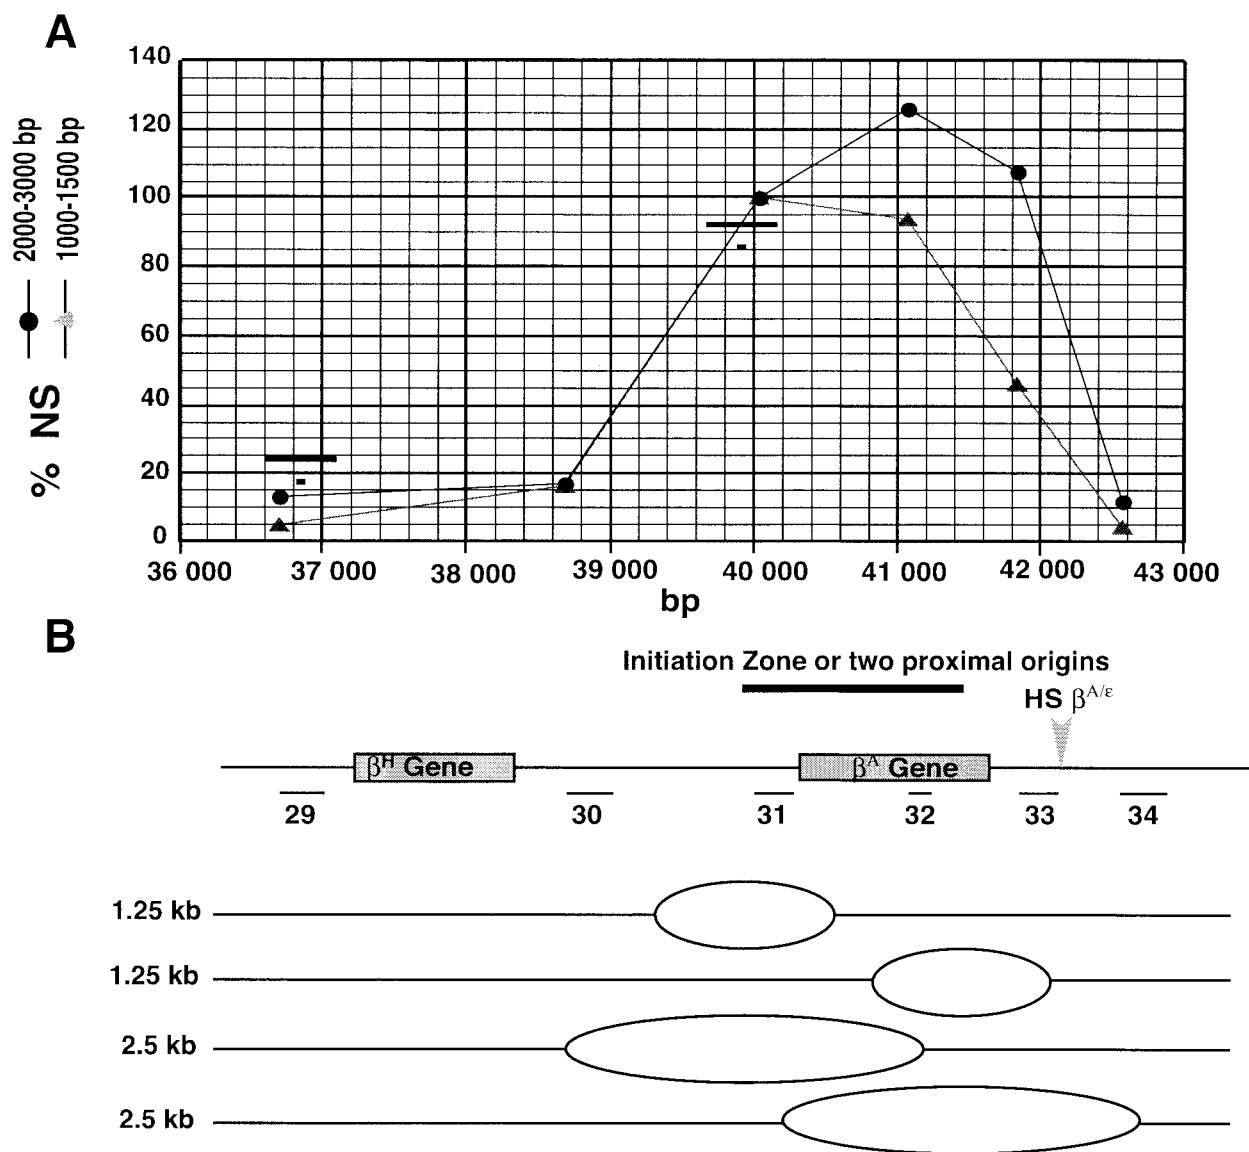 A
140
120
100
80
60
40
20
0
% NS
2000-3000 bp
1000-1500 bp
36 000 37 000 38 000 39 000 40 000 41 000 42 000 43 000
bp
B
Initiation Zone or two proximal origins
HS β^A/ε
β^H Gene
β^A Gene
29 30 31 32 33 34
1.25 kb
1.25 kb
2.5 kb
2.5 kb